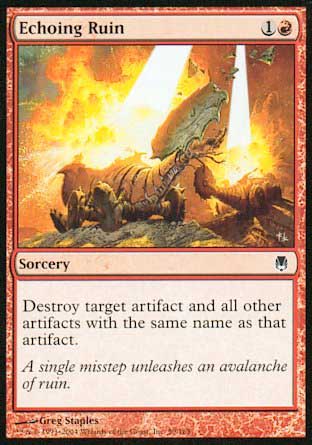 Echoing Ruin 1
Sorcery
Destroy target artifact and all other
artifacts with the same name as that
artifact.
A single misstep unleashes an avalanche
of ruin.
Greg Staples